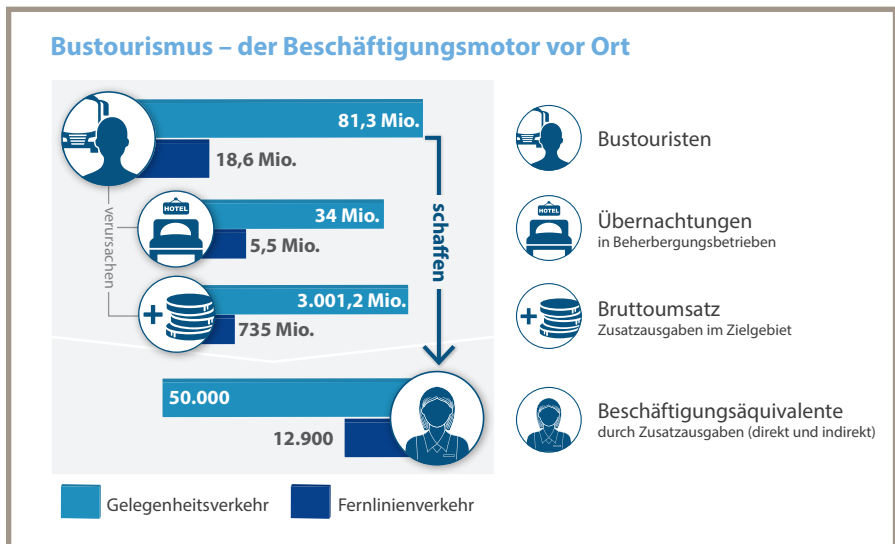 Bustourismus – der Beschäftigungsmotor vor Ort
81,3 Mio.
18,6 Mio.
verursachen
HOTEL
34 Mio.
5,5 Mio.
3.001,2 Mio.
735 Mio.
schaffen
50.000
12.900
Bustouristen
HOTEL
Übernachtungen
in Beherbergungsbetrieben
Bruttoumsatz
Zusatzausgaben im Zielgebiet
Beschäftigungsäquivalente
durch Zusatzausgaben (direkt und indirekt)
Gelegenheitsverkehr
Fernlinienverkehr